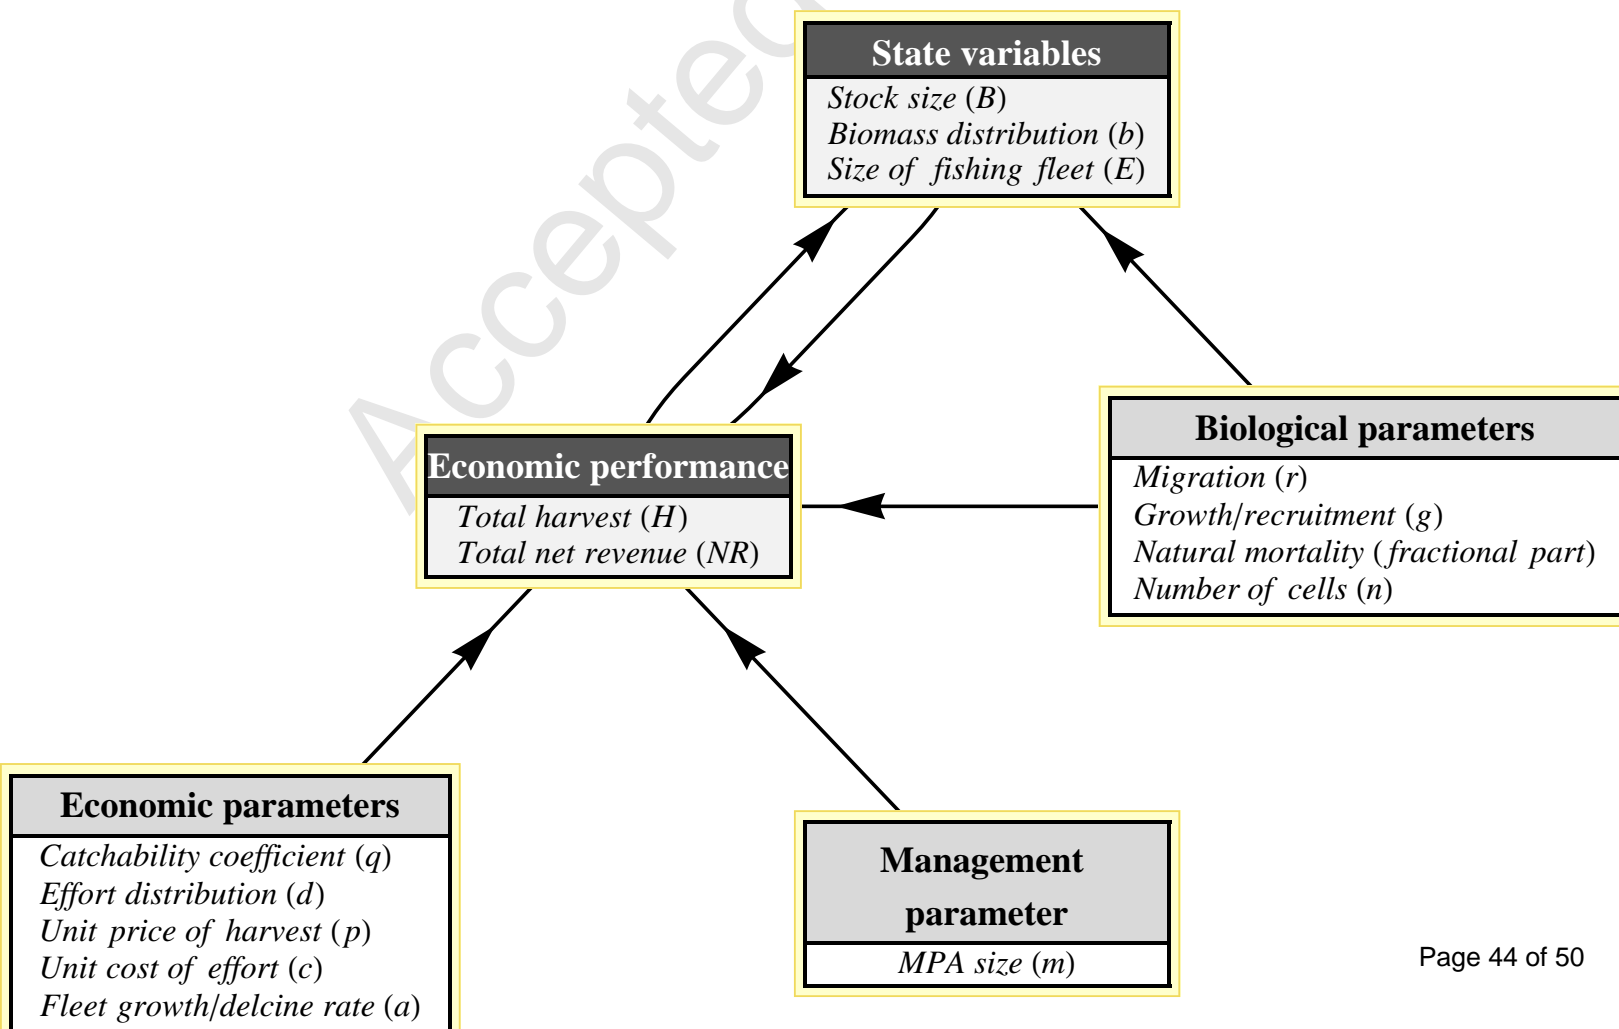 Accepted
State variables
Stock size (B)
Biomass distribution (b)
Size of fishing fleet (E)
Economic performance
Total harvest (H)
Total net revenue (NR)
Biological parameters
Migration (r)
Growth/recruitment (g)
Natural mortality (fractional part)
Number of cells (n)
Economic parameters
Catchability coefficient (q)
Effort distribution (d)
Unit price of harvest (p)
Unit cost of effort (c)
Fleet growth/delcine rate (a)
Management
parameter
MPA size (m)
Page 44 of 50